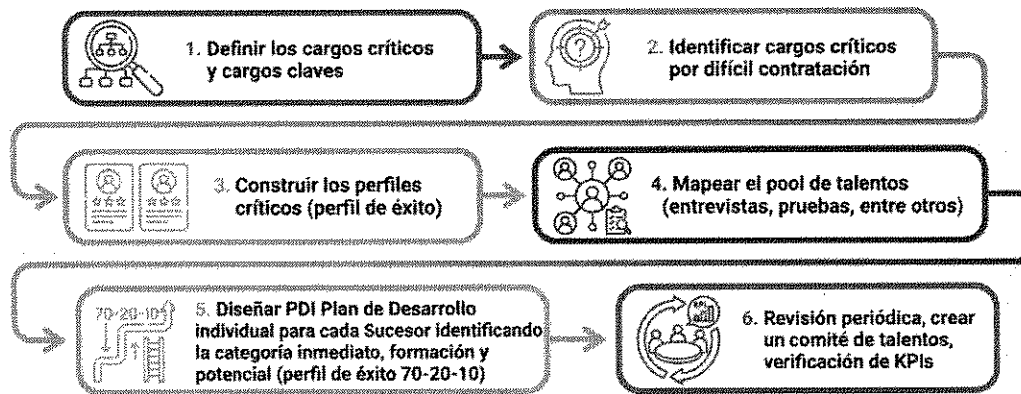 1. Definir los cargos críticos
y cargos claves
2. Identificar cargos críticos
por difícil contratación
3. Construir los perfiles
críticos (perfil de éxito)
4. Mapear el pool de talentos
(entrevistas, pruebas, entre otros)
70-20-10
5. Diseñar PDI Plan de Desarrollo
individual para cada Sucesor identificando
la categoría inmediato, formación y
potencial (perfil de éxito 70-20-10)
KPI
6. Revisión periódica, crear
un comité de talentos,
verificación de KPIs